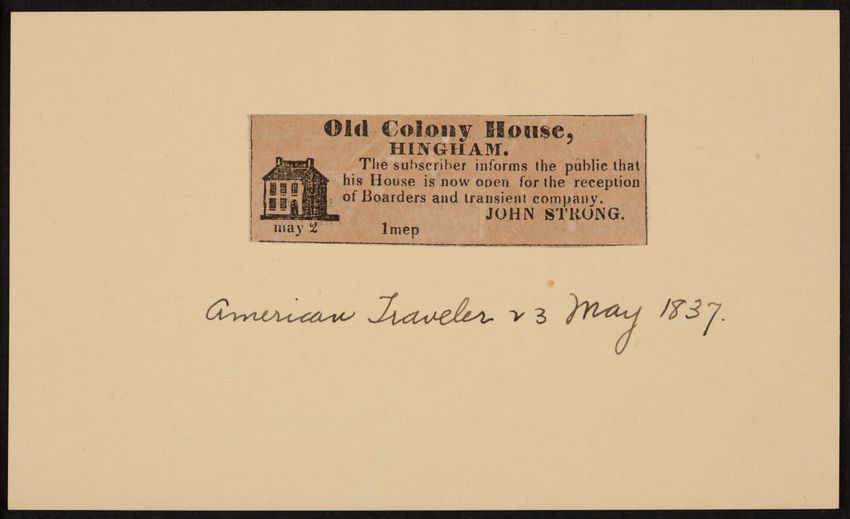 Old Colony House,
HINGHAM.
The subscriber informs the public that
his House is now open for the reception
of Boarders and transient company.
JOHN STRONG.
may 2 1mep
American Traveler 23 May 1837.